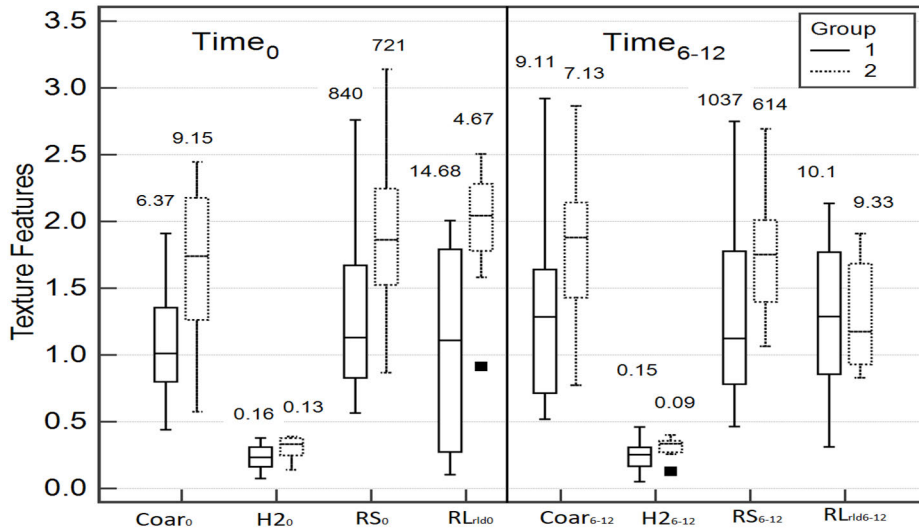 Texture Features
3.5
3.0
2.5
2.0
1.5
1.0
0.5
0.0
Time₀
Time₆₋₁₂
Group
1
2
6.37
9.15
0.16
0.13
840
721
14.68
4.67
9.11
7.13
0.15
0.09
1037
614
10.1
9.33
Coar₀
H2₀
RS₀
RLrld0
Coar₆₋₁₂
H2₆₋₁₂
RS₆₋₁₂
RLrld6-12